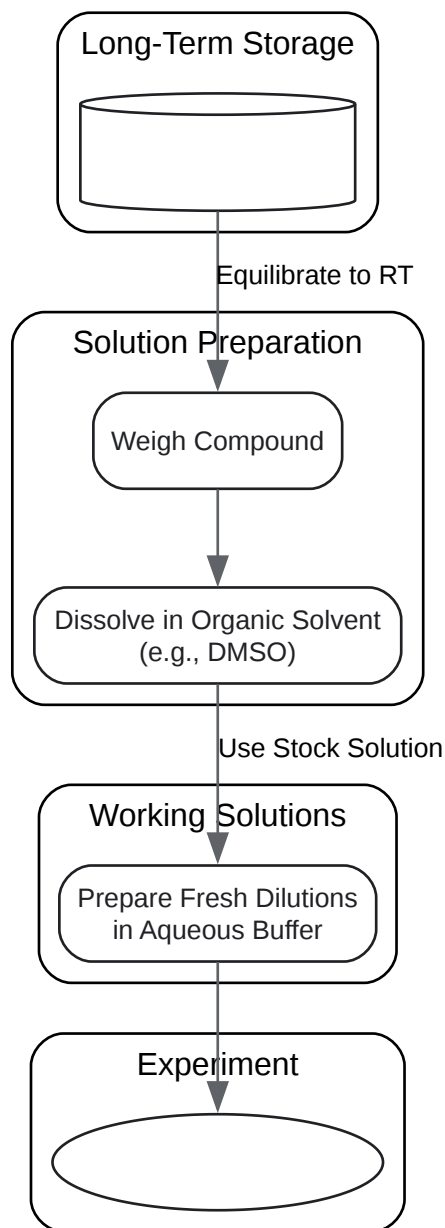 Long-Term Storage
Equilibrate to RT
Solution Preparation
Weigh Compound
Dissolve in Organic Solvent
(e.g., DMSO)
Use Stock Solution
Working Solutions
Prepare Fresh Dilutions
in Aqueous Buffer
Experiment